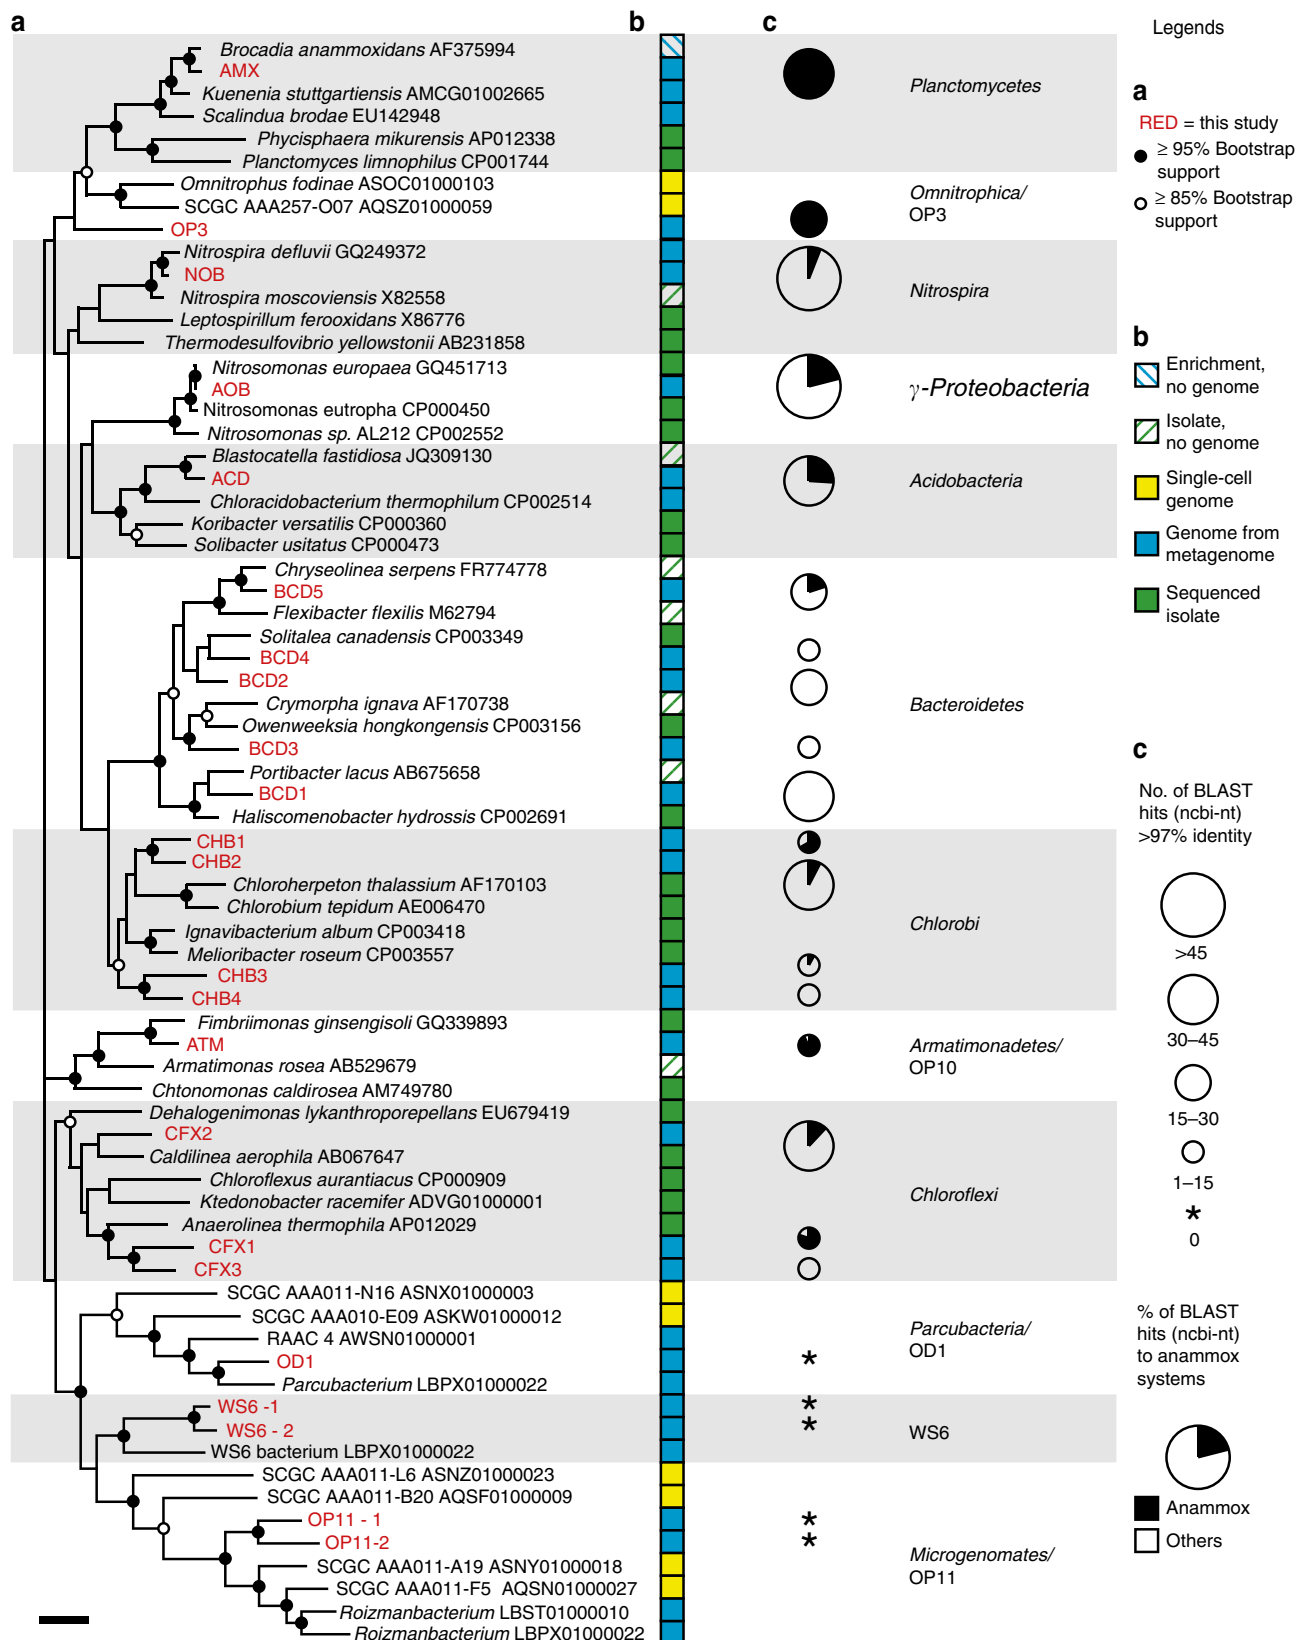 a
b
c
Legends
Brocadia anammoxidans AF375994
AMX
Kuenenia stuttgartiensis AMCG01002665
Scalindua brodae EU142948
Phycisphaera mikurensis AP012338
Planctomyces limnophilus CP001744
Planctomycetes
Omnitrophus fodinae ASOC01000103
SCGC AAA257-O07 AQSZ01000059
OP3
Omnitrophica/
OP3
Nitrospira defluvii GQ249372
NOB
Nitrospira moscoviensis X82558
Leptospirillum ferooxidans X86776
Thermodesulfovibrio yellowstonii AB231858
Nitrospira
Nitrosomonas europaea GQ451713
AOB
Nitrosomonas eutropha CP000450
Nitrosomonas sp. AL212 CP002552
γ-Proteobacteria
Blastocatella fastidiosa JQ309130
ACD
Chloracidobacterium thermophilum CP002514
Koribacter versatilis CP000360
Solibacter usitatus CP000473
Acidobacteria
Chryseolinea serpens FR774778
BCD5
Flexibacter flexilis M62794
Solitalea canadensis CP003349
BCD4
BCD2
Crymorpha ignava AF170738
Owenweeksia hongkongensis CP003156
BCD3
Portibacter lacus AB675658
BCD1
Haliscomenobacter hydrossis CP002691
Bacteroidetes
CHB1
CHB2
Chloroherpeton thalassium AF170103
Chlorobium tepidum AE006470
Ignavibacterium album CP003418
Melioribacter roseum CP003557
CHB3
CHB4
Chlorobi
Fimbriimonas ginsengisoli GQ339893
ATM
Armatimonas rosea AB529679
Chtonomonas caldirosea AM749780
Armatimonadetes/
OP10
Dehalogenimonas lykanthroporepellans EU679419
CFX2
Caldilinea aerophila AB067647
Chloroflexus aurantiacus CP000909
Ktedonobacter racemifer ADVG01000001
Anaerolinea thermophila AP012029
CFX1
CFX3
Chloroflexi
SCGC AAA011-N16 ASNX01000003
SCGC AAA010-E09 ASKW01000012
RAAC 4 AWSN01000001
OD1
Parcubacterium LBPX01000022
*
Parcubacteria/
OD1
WS6 -1
WS6 - 2
WS6 bacterium LBPX01000022
*
*
WS6
SCGC AAA011-L6 ASNZ01000023
SCGC AAA011-B20 AQSF01000009
OP11 - 1
OP11-2
SCGC AAA011-A19 ASNY01000018
SCGC AAA011-F5 AQSN01000027
Roizmanbacterium LBST01000010
Roizmanbacterium LBPX01000022
*
*
Microgenomates/
OP11
a
RED = this study
≥ 95% Bootstrap
support
≥ 85% Bootstrap
support
b
Enrichment,
no genome
Isolate,
no genome
Single-cell
genome
Genome from
metagenome
Sequenced
isolate
c
No. of BLAST
hits (ncbi-nt)
>97% identity
>45
30–45
15–30
1–15
*
0
% of BLAST
hits (ncbi-nt)
to anammox
systems
Anammox
Others